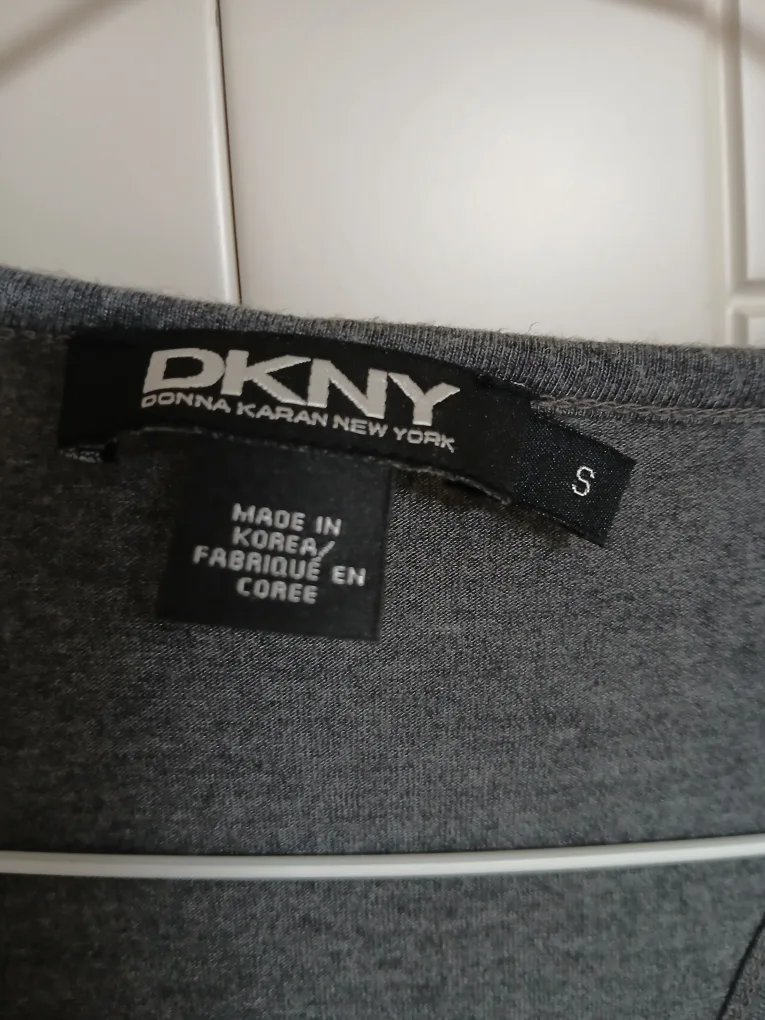 DKNY
DONNA KARAN NEW YORK
S
MADE IN
KOREA/
FABRIQUÉ EN
COREE